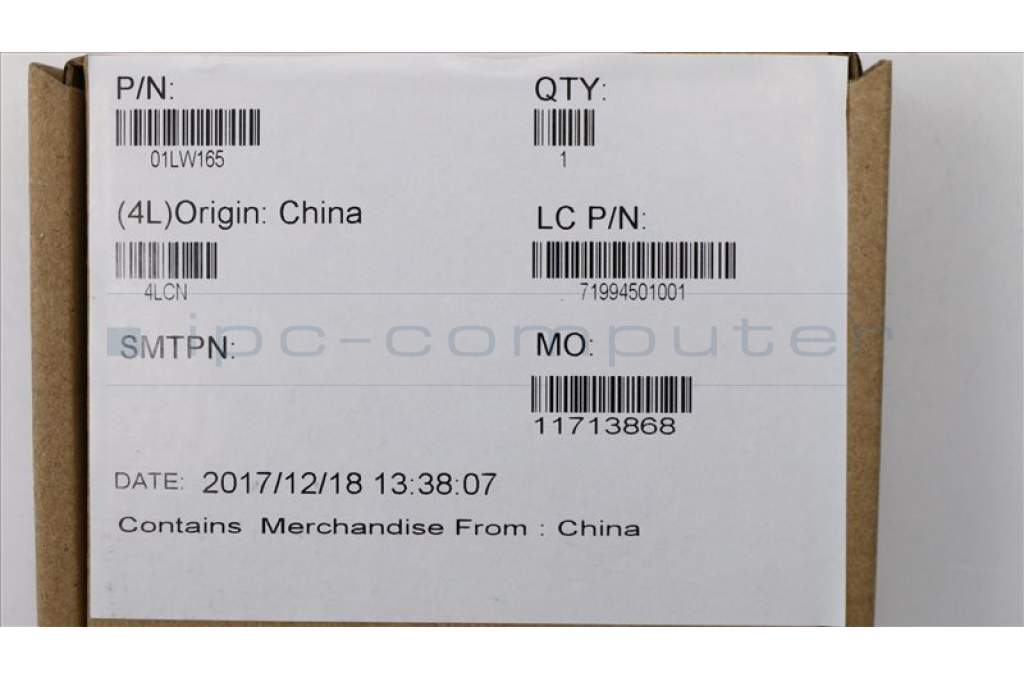 P/N:
01LW165
QTY:
1
(4L)Origin: China
4LCN
LC P/N:
71994501001
SMTPN:
MO:
11713868
ipc-computer
DATE: 2017/12/18 13:38:07
Contains Merchandise From : China